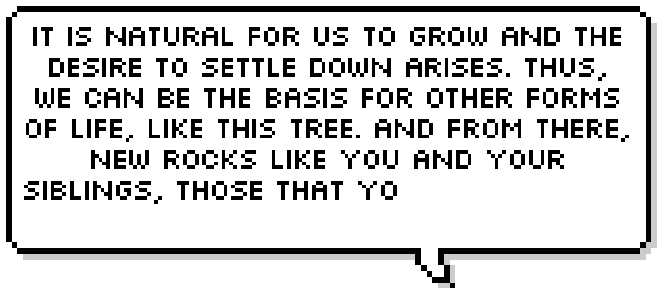 IT IS NATURAL FOR US TO GROW AND THE
DESIRE TO SETTLE DOWN ARISES. THUS,
WE CAN BE THE BASIS FOR OTHER FORMS
OF LIFE, LIKE THIS TREE. AND FROM THERE,
NEW ROCKS LIKE YOU AND YOUR
SIBLINGS, THOSE THAT YO